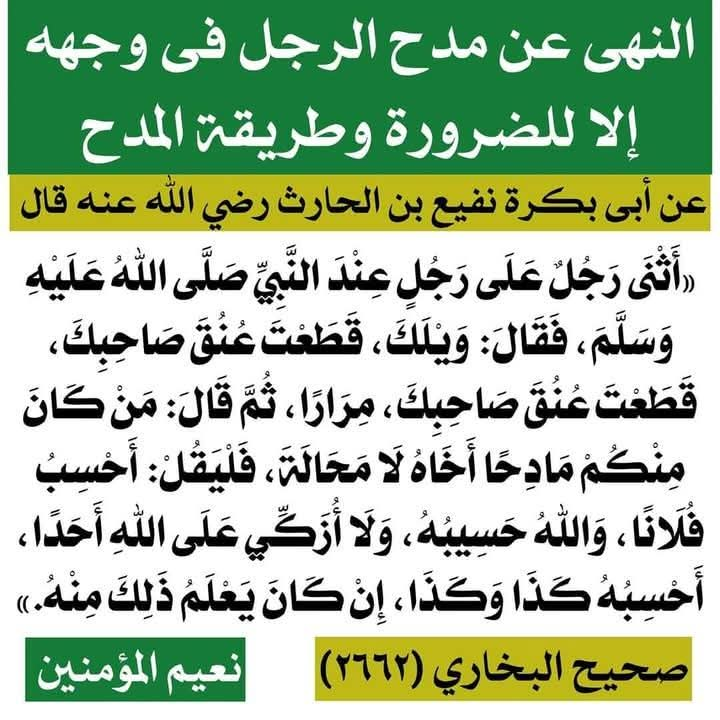 النهى عن مدح الرجل فى وجهه
إلا للضرورة وطريقة المدح
عن أبى بكرة نفيع بن الحارث رضي الله عنه قال
«أَثْنَى رَجُلٌ عَلَى رَجُلٍ عِنْدَ النَّبِيِّ صَلَّى اللهُ عَلَيْهِ
وَسَلَّمَ، فَقَالَ: وَيْلَكَ، قَطَعْتَ عُنُقَ صَاحِبِكَ،
قَطَعْتَ عُنُقَ صَاحِبِكَ، مِرَارًا، ثُمَّ قَالَ: مَنْ كَانَ
مِنْكُمْ مَادِحًا أَخَاهُ لَا مَحَالَةَ، فَلْيَقُلْ: أَحْسِبُ
فُلَانًا، وَاللهُ حَسِيبُهُ، وَلَا أُزَكِّي عَلَى اللهِ أَحَدًا،
أَحْسِبُهُ كَذَا وَكَذَا، إِنْ كَانَ يَعْلَمُ ذَلِكَ مِنْهُ.»
صحيح البخاري (٢٦٦٢)
نعيم المؤمنين